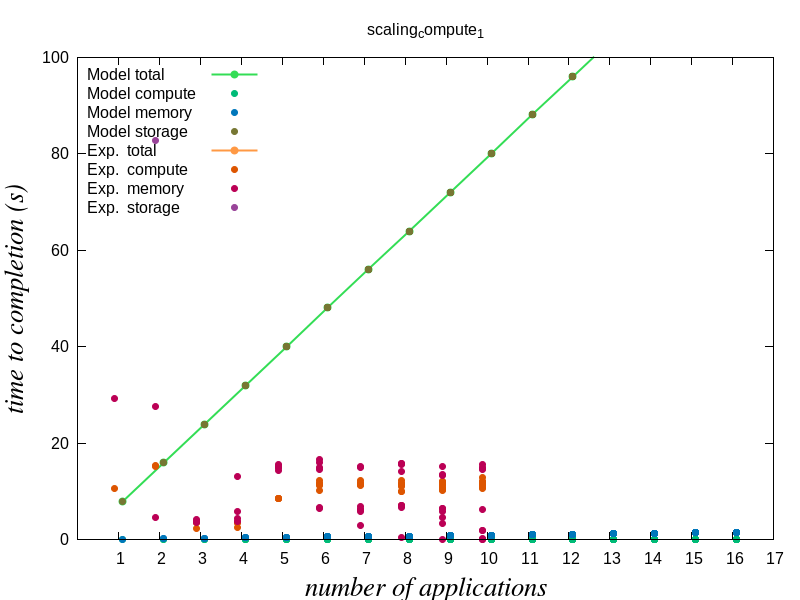 scaling_compute_1
100
80
60
40
20
0
time to completion (s)
Model total
Model compute
Model memory
Model storage
Exp. total
Exp. compute
Exp. memory
Exp. storage
1 2 3 4 5 6 7 8 9 10 11 12 13 14 15 16 17
number of applications